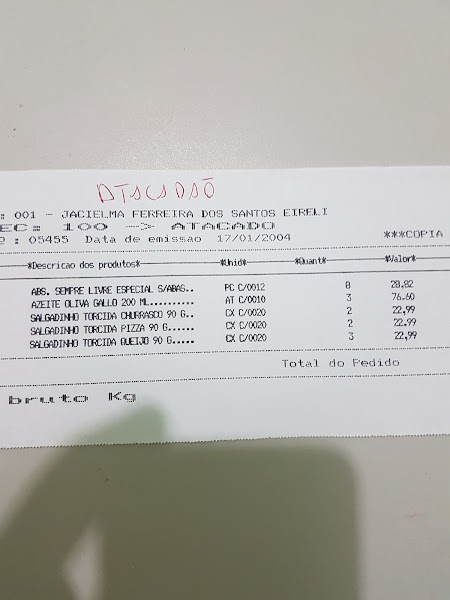 ATACADÃO
: 001 - JACIELMA FERREIRA DOS SANTOS EIRELI
EC: 100 -> ATACADO
º : 05455 Data de emissao 17/01/2004 ***COPIA
*Descricao dos produtos* *Unid* *Quant* *Valor*
ABS. SEMPRE LIVRE ESPECIAL S/ABAS.. PC C/0012 8 28,82
AZEITE OLIVA GALLO 200 ML.......... AT C/0010 3 76,60
SALGADINHO TORCIDA CHURRASCO 90 G.. CX C/0020 2 22,99
SALGADINHO TORCIDA PIZZA 90 G..... CX C/0020 2 22,99
SALGADINHO TORCIDA QUEIJO 90 G..... CX C/0020 3 22,99
Total do Pedido
bruto Kg